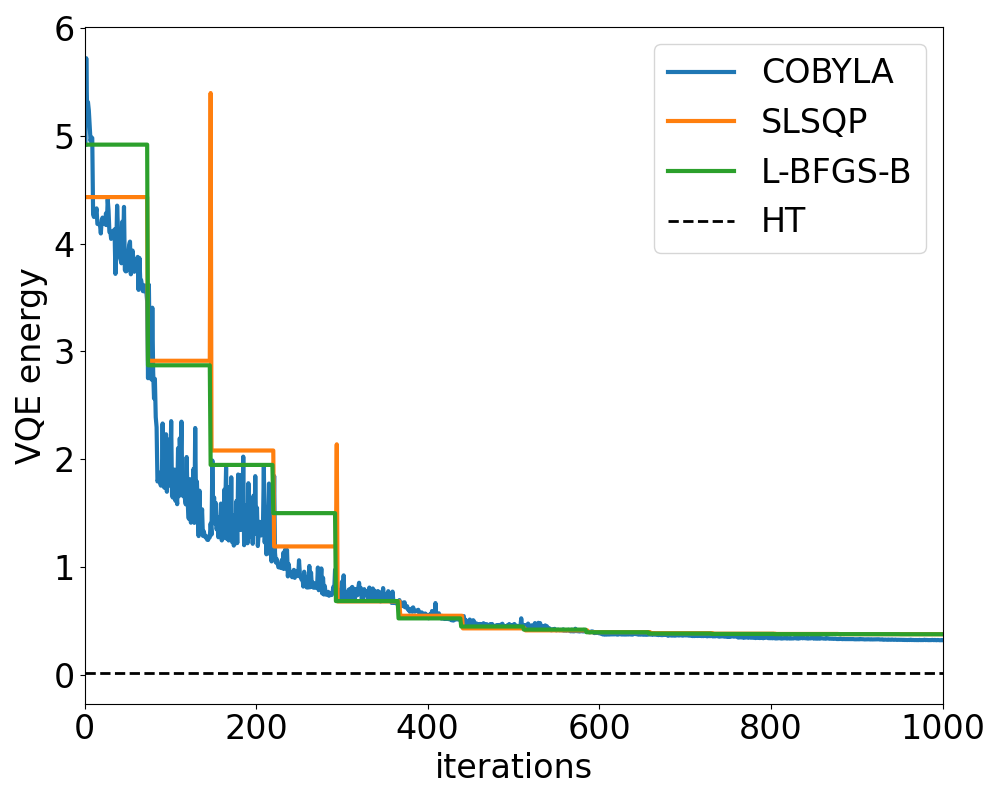 6
5
4
3
2
1
0
VQE energy
0 200 400 600 800 1000
iterations
COBYLA
SLSQP
L-BFGS-B
HT